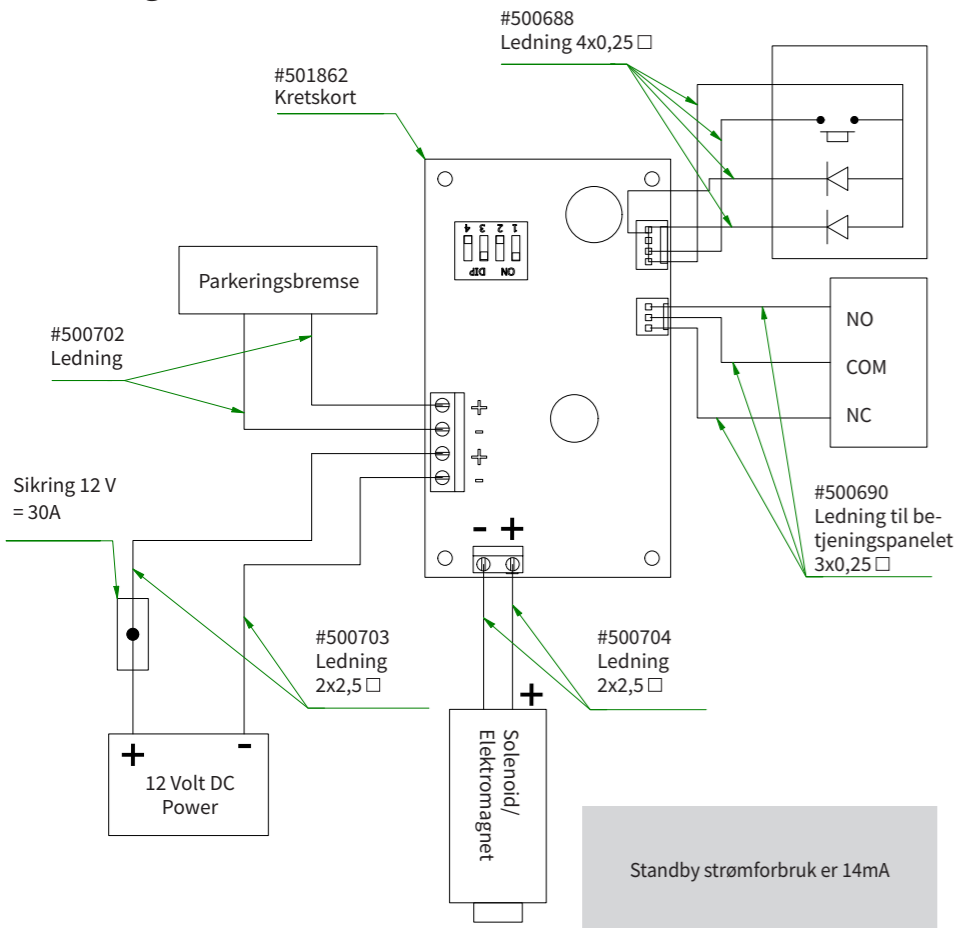 #500688
Ledning 4x0,25 □
#501862
Kretskort
1 2 3 4
ON DIP
Parkeringsbremse
#500702
Ledning
NO
COM
NC
+
-
+
-
Sikring 12 V
= 30A
#500690
Ledning til be-
tjeningspanelet
3x0,25 □
- +
#500703
Ledning
2x2,5 □
#500704
Ledning
2x2,5 □
+
Solenoid/
Elektromagnet
+ -
12 Volt DC
Power
Standby strømforbruk er 14mA